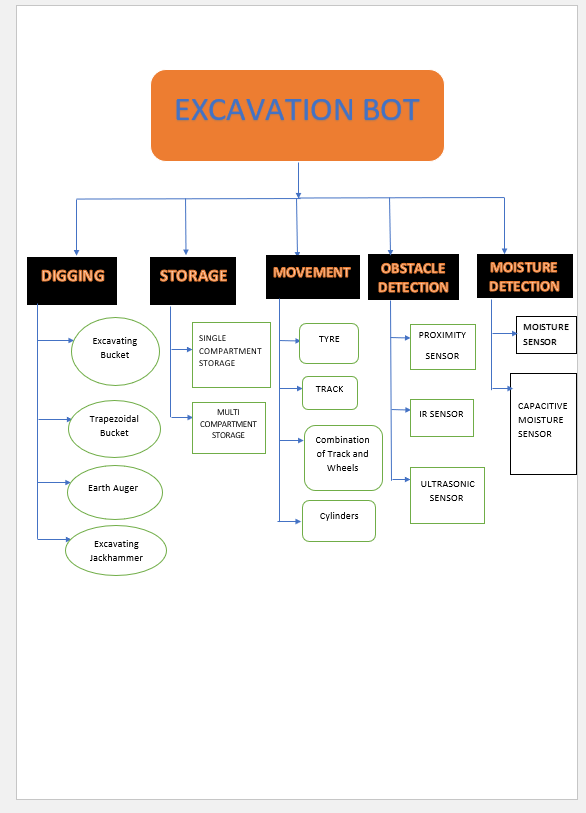 EXCAVATION BOT
DIGGING
STORAGE
MOVEMENT
OBSTACLE
DETECTION
MOISTURE
DETECTION
Excavating
Bucket
Trapezoidal
Bucket
Earth Auger
Excavating
Jackhammer
SINGLE
COMPARTMENT
STORAGE
MULTI
COMPARTMENT
STORAGE
TYRE
TRACK
Combination
of Track and
Wheels
Cylinders
PROXIMITY
SENSOR
IR SENSOR
ULTRASONIC
SENSOR
MOISTURE
SENSOR
CAPACITIVE
MOISTURE
SENSOR